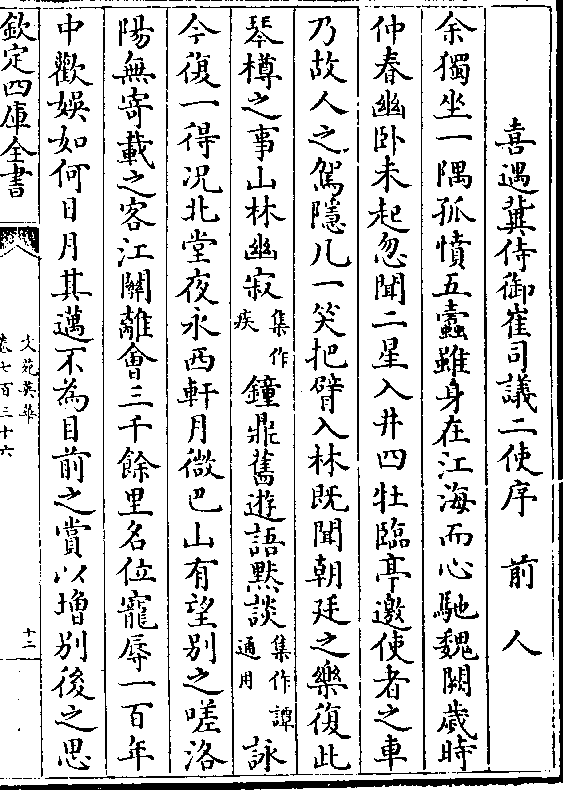 喜遇冀侍御崔司議二使序　前人
余獨坐一隅孤憤五蠧雖身在江海而心馳魏闕歲時
仲春幽卧未起忽聞二星入井四牡臨亭邀使者之車
乃故人之駕隱几一笑把臂入林既聞朝廷之樂復此
琴樽之事山林幽寂集作疾鐘鼎舊遊語默談集作譚通用詠
今復一得况北堂夜永西軒月微巴山有望别之嗟洛
陽無寄載之客江關離會三千餘里名位寵辱一百年
中歡娛如何日月其邁不為目前之賞以增别後之思
欽定四庫全書
文苑英華
卷七百三十六
十二